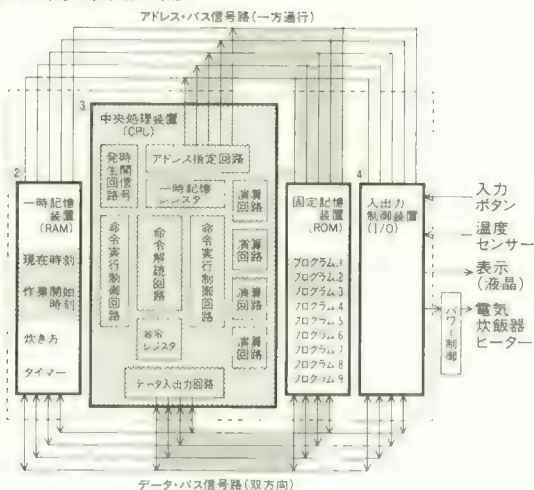 アドレス・バス信号路(一方通行)
3
中央処理装置
(CPU)
発時
生間
回信
路号
アドレス指定回路
一時記憶
レジスタ
命令実行制御回路
命令解読回路
命令実行制御回路
演算
回路
演算
回路
演算
回路
演算
回路
命令
レジスタ
データ入出力回路
2
一時記憶
装置
(RAM)
現在時刻
作業開始
時刻
炊き方
タイマー
固定記憶
装置
(ROM)
プログラム.1
プログラム.2
プログラム.3
プログラム 4
プログラム 5
プログラム 6
プログラム 7
プログラム 8
プログラム 9
4
入出力
制御装置
(I/O)
入力
ボタン
温度
センサー
表示
(液晶)
電気
炊飯器
ヒーター
パワー制御
データ・バス信号路(双方向)